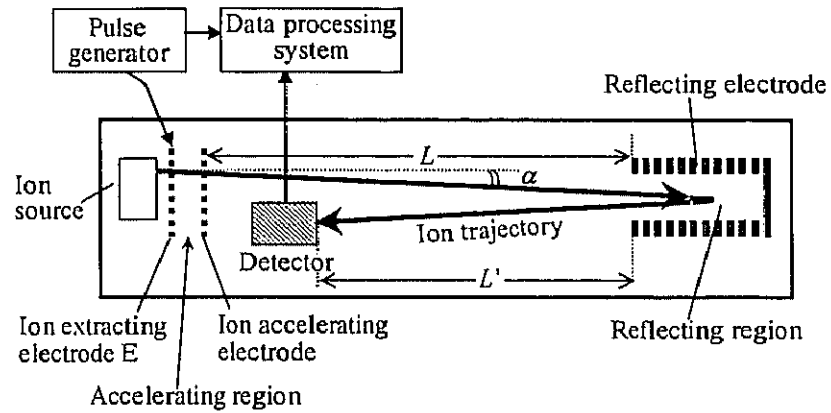 Pulse
generator
Data processing
system
Reflecting electrode
L
α
Ion
source
Ion trajectory
Detector
L'
Ion extracting
electrode E
Ion accelerating
electrode
Reflecting region
Accelerating region